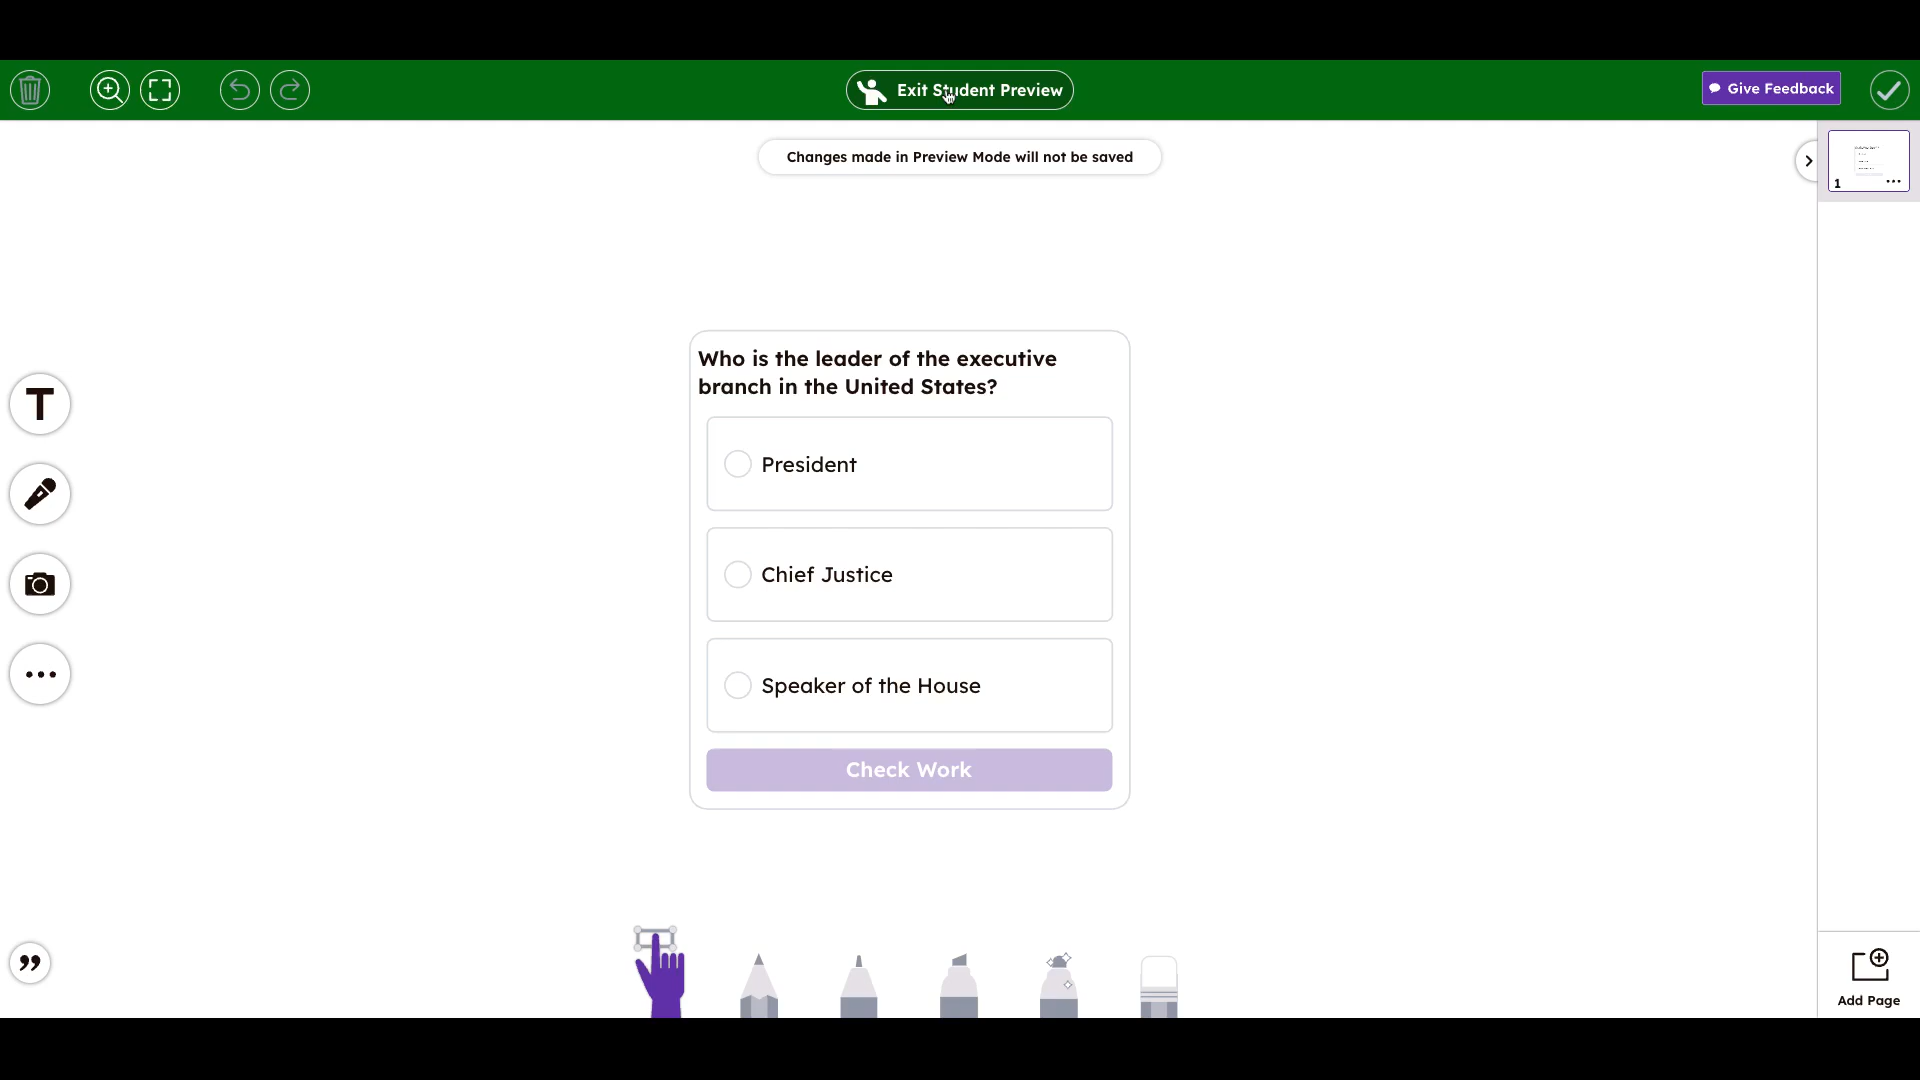 Exit Student Preview
Give Feedback
Changes made in Preview Mode will not be saved
1
Who is the leader of the executive
branch in the United States?
President
Chief Justice
Speaker of the House
Check Work
T
Add Page